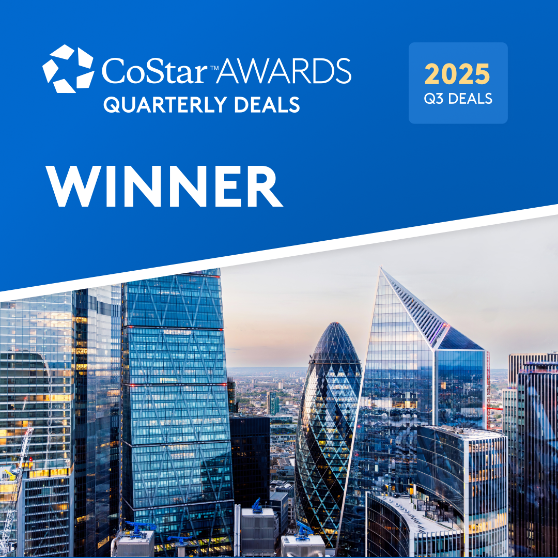 CoStar™ AWARDS
QUARTERLY DEALS
2025
Q3 DEALS
WINNER